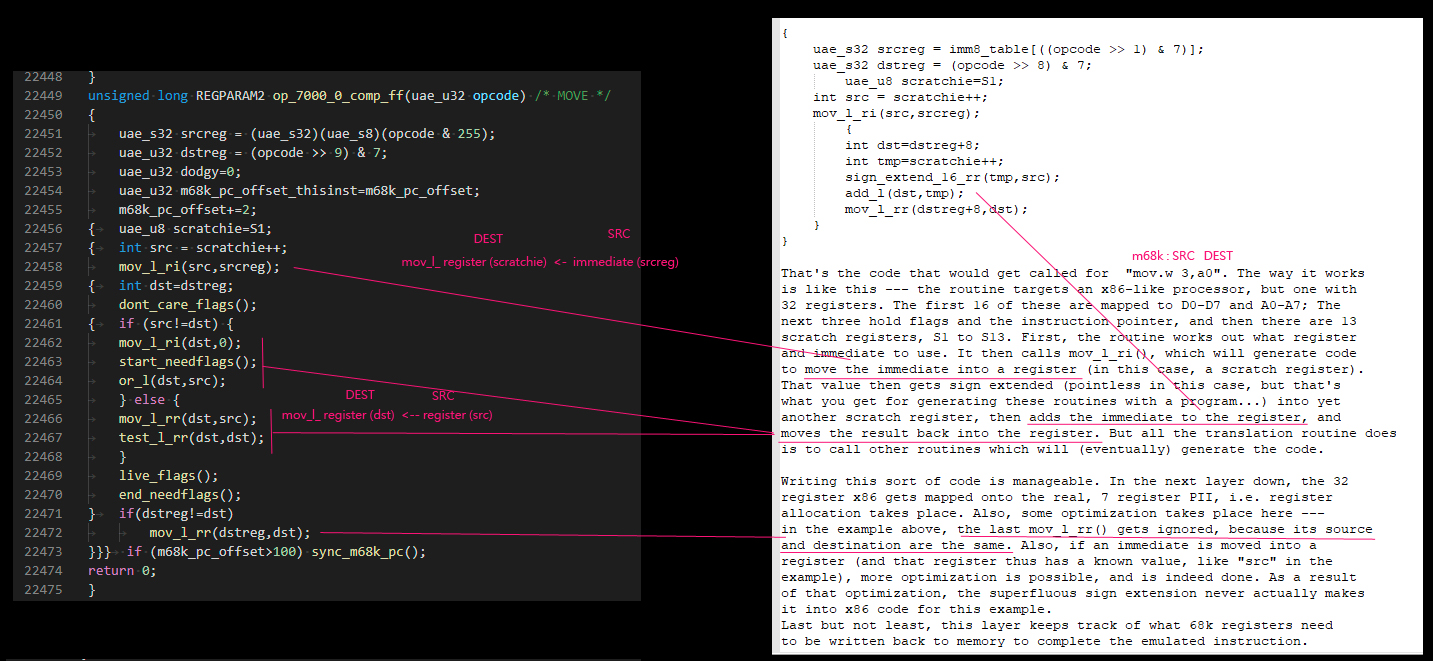 22448 }
22449 unsigned long REGPARAM2 op_7000_0_comp_ff(uae_u32 opcode) /* MOVE */
22450 {
22451 uae_s32 srcreg = (uae_s32)(uae_s8)(opcode & 255);
22452 uae_u32 dstreg = (opcode >> 9) & 7;
22453 uae_u32 dodgy=0;
22454 uae_u32 m68k_pc_offset_thisinst=m68k_pc_offset;
22455 m68k_pc_offset+=2;
22456 { uae_u8 scratchie=S1;
22457 { int src = scratchie++;
22458 mov_l_ri(src,srcreg);
22459 { int dst=dstreg;
22460 dont_care_flags();
22461 { if (src!=dst) {
22462 mov_l_ri(dst,0);
22463 start_needflags();
22464 or_l(dst,src);
22465 } else {
22466 mov_l_rr(dst,src);
22467 test_l_rr(dst,dst);
22468 }
22469 live_flags();
22470 end_needflags();
22471 } if(dstreg!=dst)
22472 mov_l_rr(dstreg,dst);
22473 }}} if (m68k_pc_offset>100) sync_m68k_pc();
22474 return 0;
22475 }
DEST SRC
mov_l_ register (scratchie) <- immediate (srcreg)
DEST SRC
mov_l_register (dst) <-- register (src)
{
uae_s32 srcreg = imm8_table[((opcode >> 1) & 7)];
uae_s32 dstreg = (opcode >> 8) & 7;
uae_u8 scratchie=S1;
int src = scratchie++;
mov_l_ri(src,srcreg);
{
int dst=dstreg+8;
int tmp=scratchie++;
sign_extend_16_rr(tmp,src);
add_l(dst,tmp);
mov_l_rr(dstreg+8,dst);
}
}
m68k : SRC DEST
That's the code that would get called for "mov.w 3,a0". The way it works
is like this --- the routine targets an x86-like processor, but one with
32 registers. The first 16 of these are mapped to D0-D7 and A0-A7; The
next three hold flags and the instruction pointer, and then there are 13
scratch registers, S1 to S13. First, the routine works out what register
and immediate to use. It then calls mov_l_ri(), which will generate code
to move the immediate into a register (in this case, a scratch register).
That value then gets sign extended (pointless in this case, but that's
what you get for generating these routines with a program...) into yet
another scratch register, then adds the immediate to the register, and
moves the result back into the register. But all the translation routine does
is to call other routines which will (eventually) generate the code.
Writing this sort of code is manageable. In the next layer down, the 32
register x86 gets mapped onto the real, 7 register PII, i.e. register
allocation takes place. Also, some optimization takes place here ---
in the example above, the last mov_l_rr() gets ignored, because its source
and destination are the same. Also, if an immediate is moved into a
register (and that register thus has a known value, like "src" in the
example), more optimization is possible, and is indeed done. As a result
of that optimization, the superfluous sign extension never actually makes
it into x86 code for this example.
Last but not least, this layer keeps track of what 68k registers need
to be written back to memory to complete the emulated instruction.